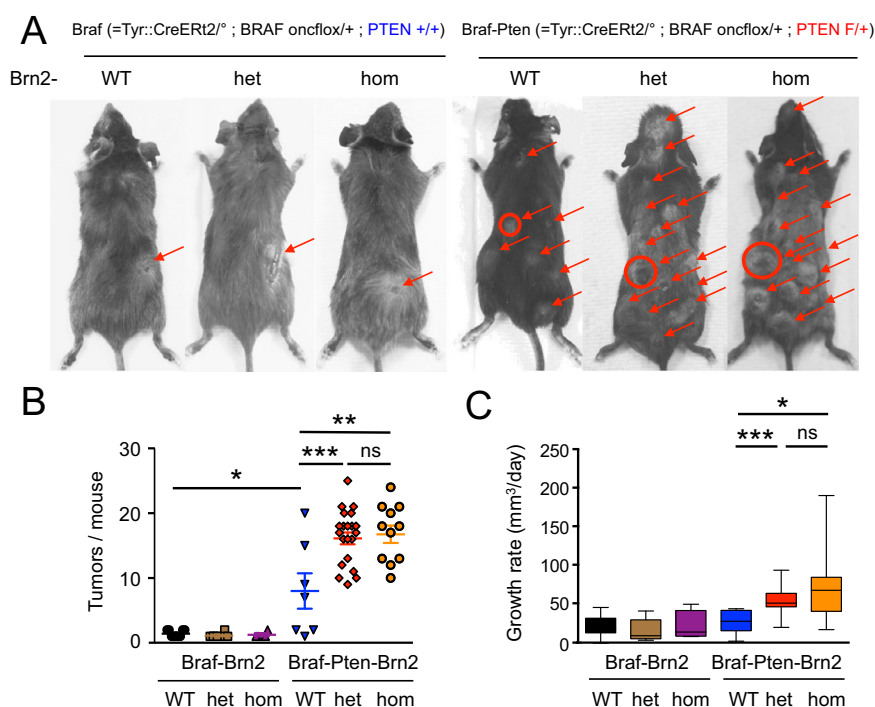 A
Braf (=Tyr::CreERt2/° ; BRAF oncflox/+ ; PTEN +/+)
Braf-Pten (=Tyr::CreERt2/° ; BRAF oncflox/+ ; PTEN F/+)
Brn2- WT het hom WT het hom
B
Tumors / mouse
30
20
10
0
*
***
**
ns
Braf-Brn2 Braf-Pten-Brn2
WT het hom WT het hom
C
Growth rate (mm³/day)
250
200
150
100
50
0
*
***
ns
Braf-Brn2 Braf-Pten-Brn2
WT het hom WT het hom